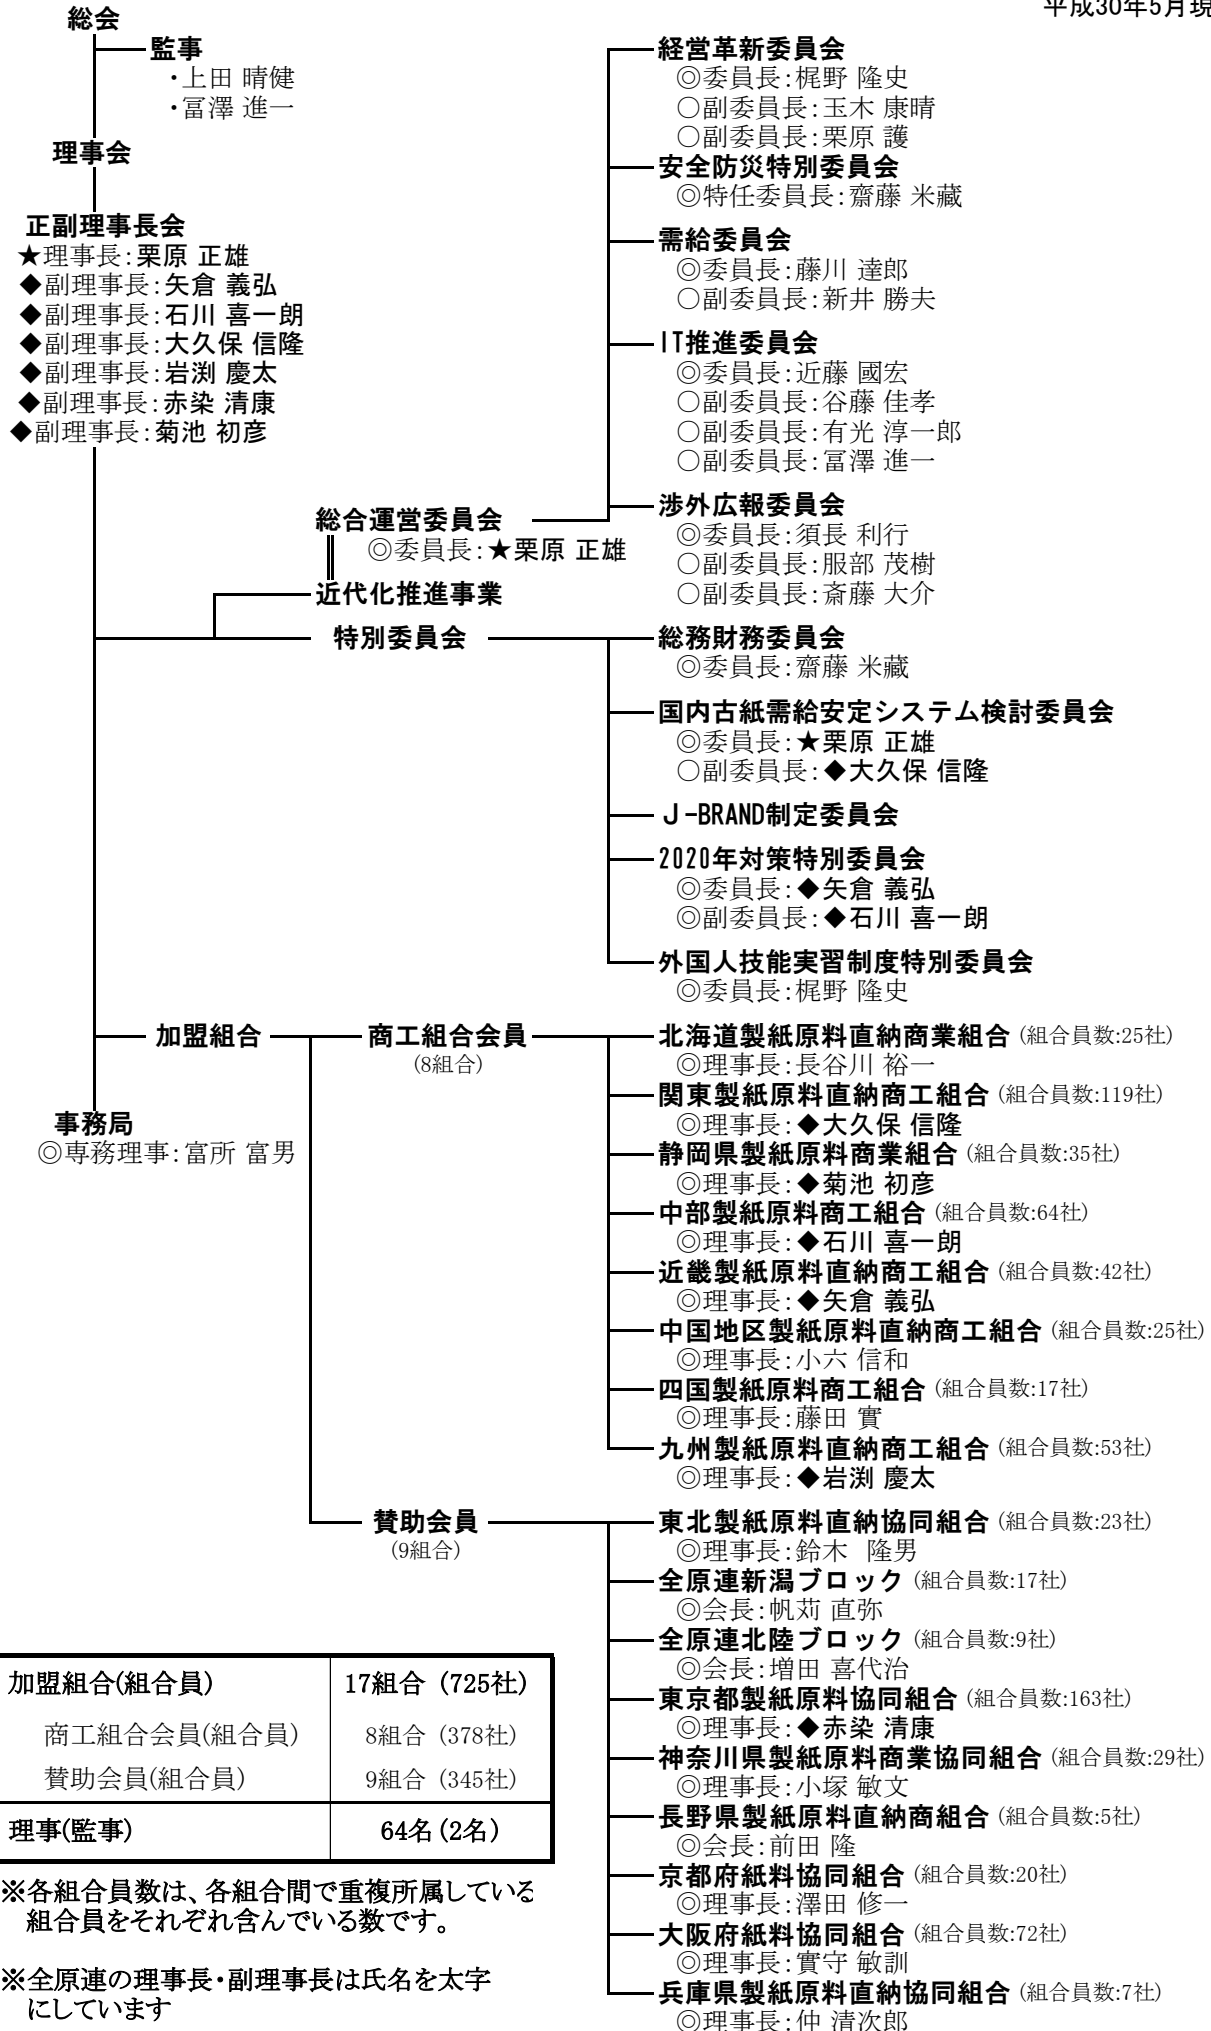 平成30年5月現
総会
監事
・上田 晴健
・冨澤 進一
理事会
正副理事長会
★理事長:栗原 正雄
◆副理事長:矢倉 義弘
◆副理事長:石川 喜一朗
◆副理事長:大久保 信隆
◆副理事長:岩渕 慶太
◆副理事長:赤染 清康
◆副理事長:菊池 初彦
総合運営委員会
◎委員長:★栗原 正雄
近代化推進事業
特別委員会
経営革新委員会
◎委員長:梶野 隆史
○副委員長:玉木 康晴
○副委員長:栗原 護
安全防災特別委員会
◎特任委員長:齋藤 米藏
需給委員会
◎委員長:藤川 達郎
○副委員長:新井 勝夫
IT推進委員会
◎委員長:近藤 國宏
○副委員長:谷藤 佳孝
○副委員長:有光 淳一郎
○副委員長:冨澤 進一
渉外広報委員会
◎委員長:須長 利行
○副委員長:服部 茂樹
○副委員長:斎藤 大介
総務財務委員会
◎委員長:齋藤 米藏
国内古紙需給安定システム検討委員会
◎委員長:★栗原 正雄
○副委員長:◆大久保 信隆
J-BRAND制定委員会
2020年対策特別委員会
◎委員長:◆矢倉 義弘
◎副委員長:◆石川 喜一朗
外国人技能実習制度特別委員会
◎委員長:梶野 隆史
加盟組合
商工組合会員
(8組合)
事務局
◎専務理事:富所 富男
北海道製紙原料直納商業組合 (組合員数:25社)
◎理事長:長谷川 裕一
関東製紙原料直納商工組合 (組合員数:119社)
◎理事長:◆大久保 信隆
静岡県製紙原料商業組合 (組合員数:35社)
◎理事長:◆菊池 初彦
中部製紙原料商工組合 (組合員数:64社)
◎理事長:◆石川 喜一朗
近畿製紙原料直納商工組合 (組合員数:42社)
◎理事長:◆矢倉 義弘
中国地区製紙原料直納商工組合 (組合員数:25社)
◎理事長:小六 信和
四国製紙原料商工組合 (組合員数:17社)
◎理事長:藤田 實
九州製紙原料直納商工組合 (組合員数:53社)
◎理事長:◆岩渕 慶太
賛助会員
(9組合)
東北製紙原料直納協同組合 (組合員数:23社)
◎理事長:鈴木 隆男
全原連新潟ブロック (組合員数:17社)
◎会長:帆苅 直弥
全原連北陸ブロック (組合員数:9社)
◎会長:増田 喜代治
東京都製紙原料協同組合 (組合員数:163社)
◎理事長:◆赤染 清康
神奈川県製紙原料商業協同組合 (組合員数:29社)
◎理事長:小塚 敏文
長野県製紙原料直納商組合 (組合員数:5社)
◎会長:前田 隆
京都府紙料協同組合 (組合員数:20社)
◎理事長:澤田 修一
大阪府紙料協同組合 (組合員数:72社)
◎理事長:實守 敏訓
兵庫県製紙原料直納協同組合 (組合員数:7社)
◎理事長:仲 清次郎
加盟組合(組合員) 17組合 (725社)
商工組合会員(組合員) 8組合 (378社)
賛助会員(組合員) 9組合 (345社)
理事(監事) 64名(2名)
※各組合員数は、各組合間で重複所属している
組合員をそれぞれ含んでいる数です。
※全原連の理事長・副理事長は氏名を太字
にしています